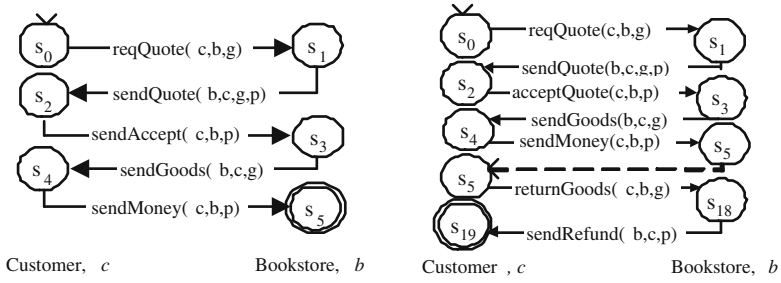 s0 reqQuote( c,b,g) s1
s2 sendQuote( b,c,g,p)
sendAccept( c,b,p) s3
s4 sendGoods( b,c,g)
sendMoney( c,b,p) s5
Customer, c Bookstore, b
s0 reqQuote(c,b,g) s1
sendQuote(b,c,g,p)
s2 acceptQuote(c,b,p) s3
sendGoods(b,c,g)
s4 sendMoney(c,b,p) s5
s5 returnGoods( c,b,g) s18
s19 sendRefund( b,c,p)
Customer , c Bookstore, b